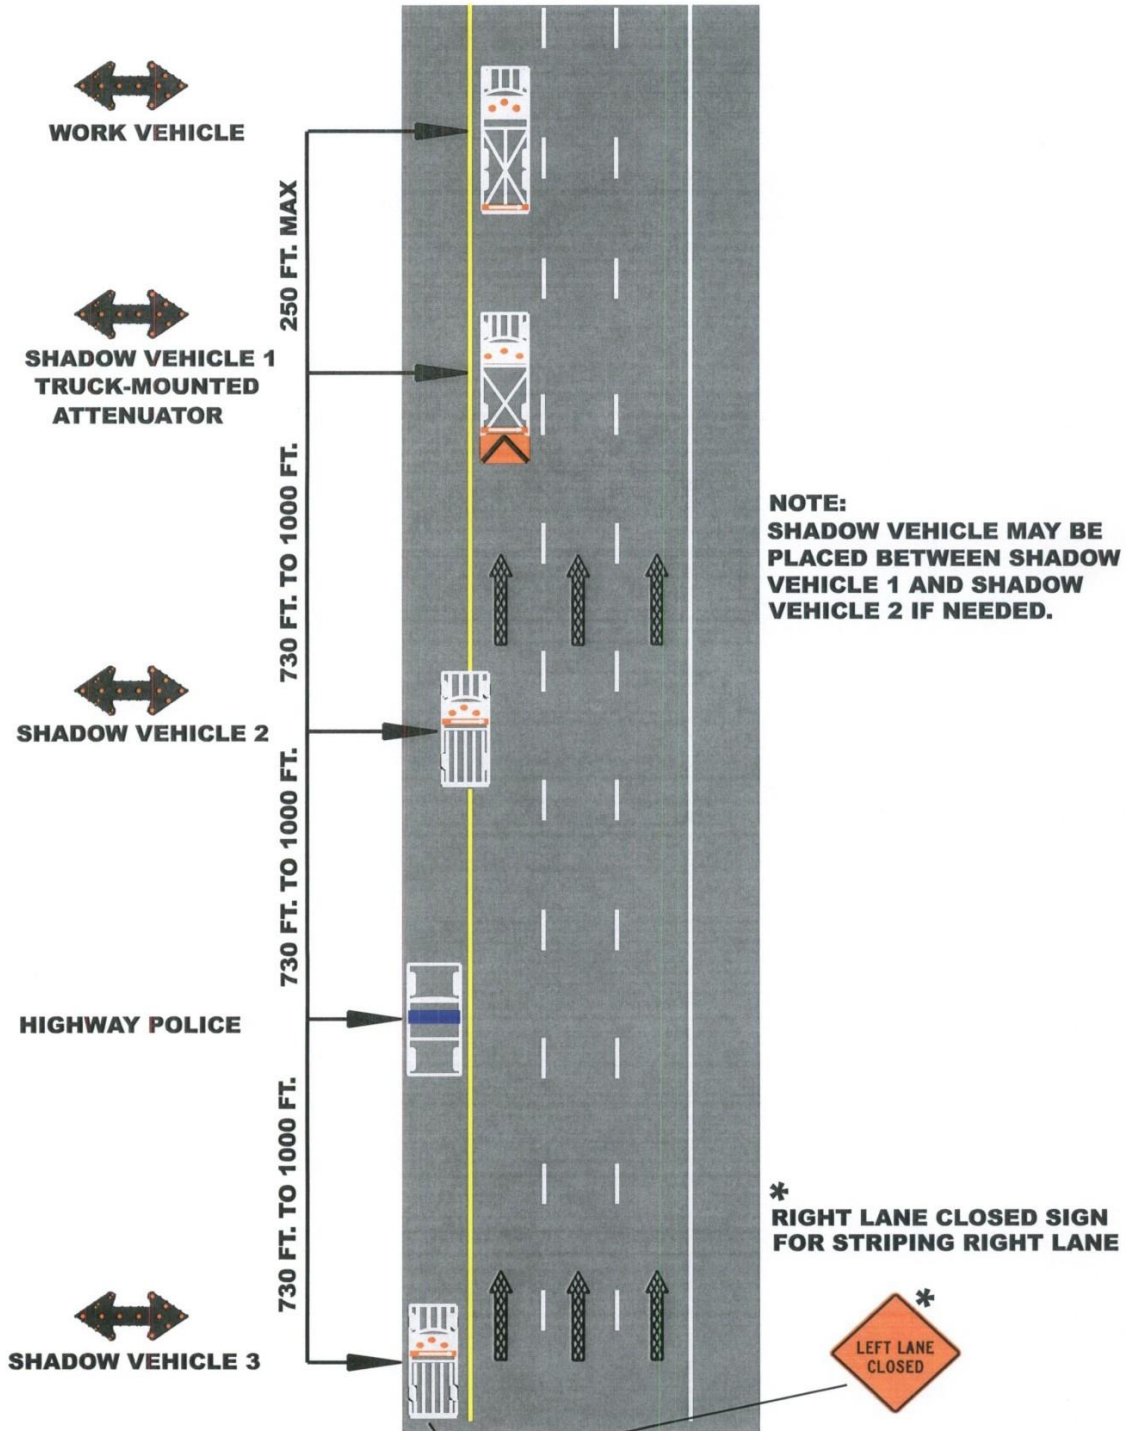 WORK VEHICLE
250 FT. MAX
SHADOW VEHICLE 1
TRUCK-MOUNTED
ATTENUATOR
730 FT. TO 1000 FT.
NOTE:
SHADOW VEHICLE MAY BE
PLACED BETWEEN SHADOW
VEHICLE 1 AND SHADOW
VEHICLE 2 IF NEEDED.
SHADOW VEHICLE 2
730 FT. TO 1000 FT.
HIGHWAY POLICE
730 FT. TO 1000 FT.
*
RIGHT LANE CLOSED SIGN
FOR STRIPING RIGHT LANE
*
LEFT LANE
CLOSED
SHADOW VEHICLE 3